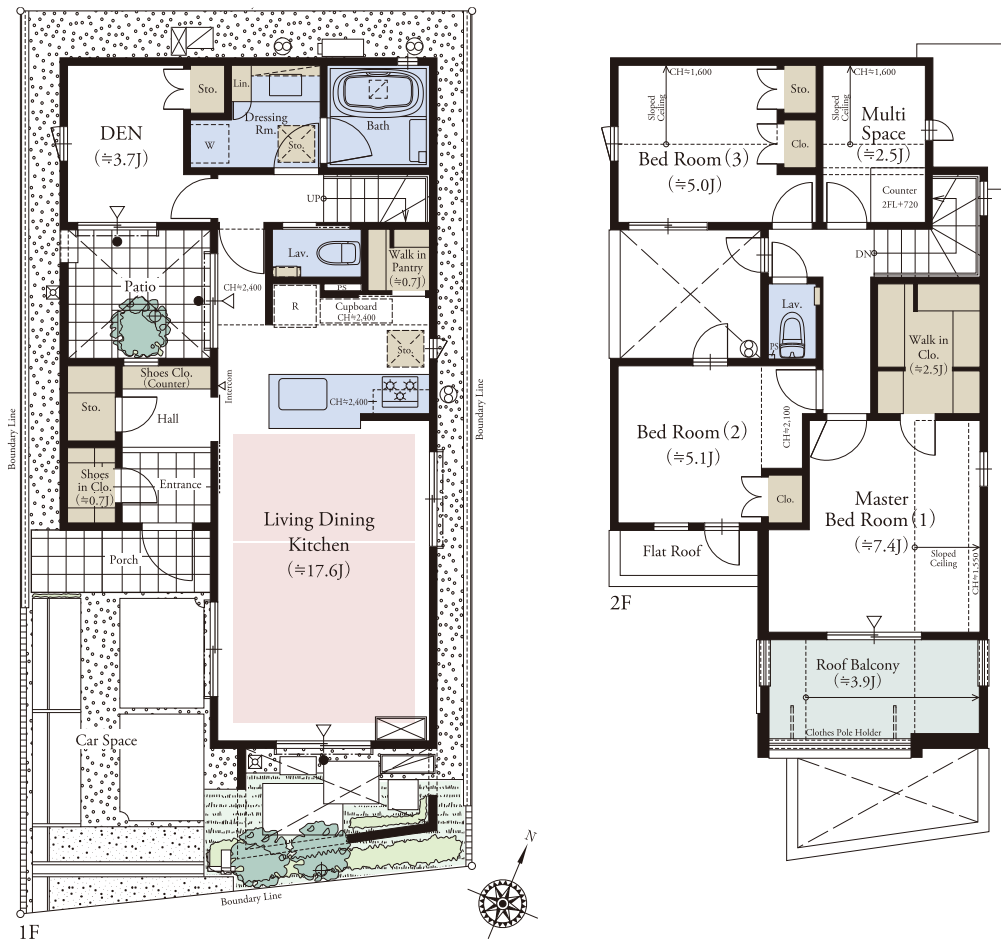 Sto.
Lin.
Dressing
Rm.
W
Sto.
Bath
DEN
(≒3.7J)
UP
Lav.
Walk in
Pantry
(≒0.7J)
Patio
CH≒2,400
R
PS
Cupboard
CH≒2,400
Sto.
Shoes Clo.
(Counter)
Intercom
Sto.
Hall
CH≒2,400
Shoes
in Clo.
(≒0.7J)
Entrance
Living Dining
Kitchen
(≒17.6J)
Porch
Car Space
Boundary Line
Boundary Line
Boundary Line
1F
N
CH≒1,600
Sloped
Ceiling
Sto.
Clo.
Bed Room(3)
(≒5.0J)
CH≒1,600
Sloped
Ceiling
Multi
Space
(≒2.5J)
Counter
2FL+720
DN
Lav.
PS
Walk in
Clo.
(≒2.5J)
Bed Room(2)
(≒5.1J)
CH≒2,100
Clo.
Master
Bed Room(1)
(≒7.4J)
Sloped
Ceiling
CH≒1,550
Flat Roof
2F
Roof Balcony
(≒3.9J)
Clothes Pole Holder